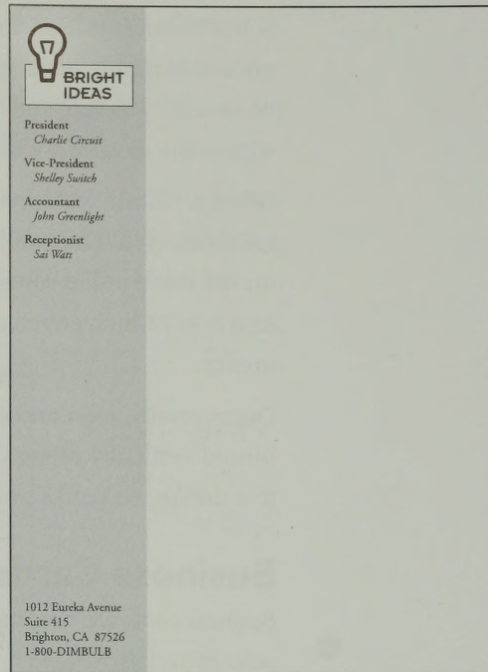 BRIGHT
IDEAS
President
Charlie Circuit
Vice-President
Shelley Switch
Accountant
John Greenlight
Receptionist
Sai Watt
1012 Eureka Avenue
Suite 415
Brighton, CA 87526
1-800-DIMBULB